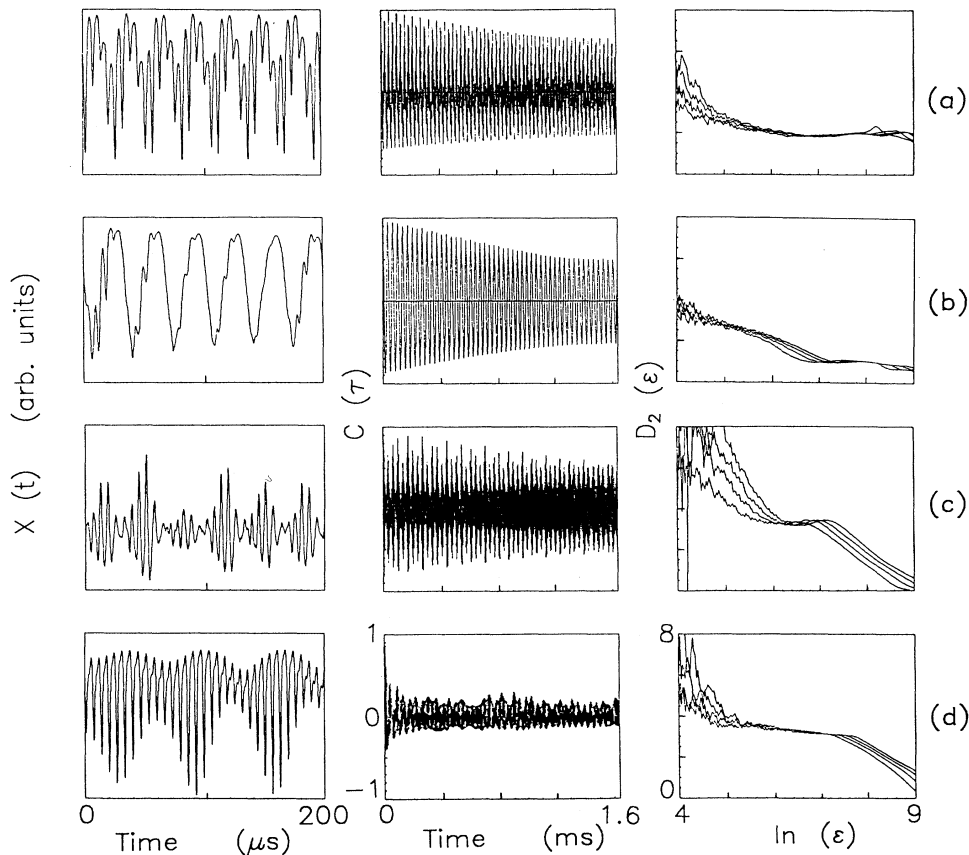 (a)
(b)
(c)
(d)
X (t) (arb. units)
C (τ)
D₂ (ε)
1
0
-1
8
0
0 200
Time (μs)
0 1.6
Time (ms)
4 9
ln (ε)